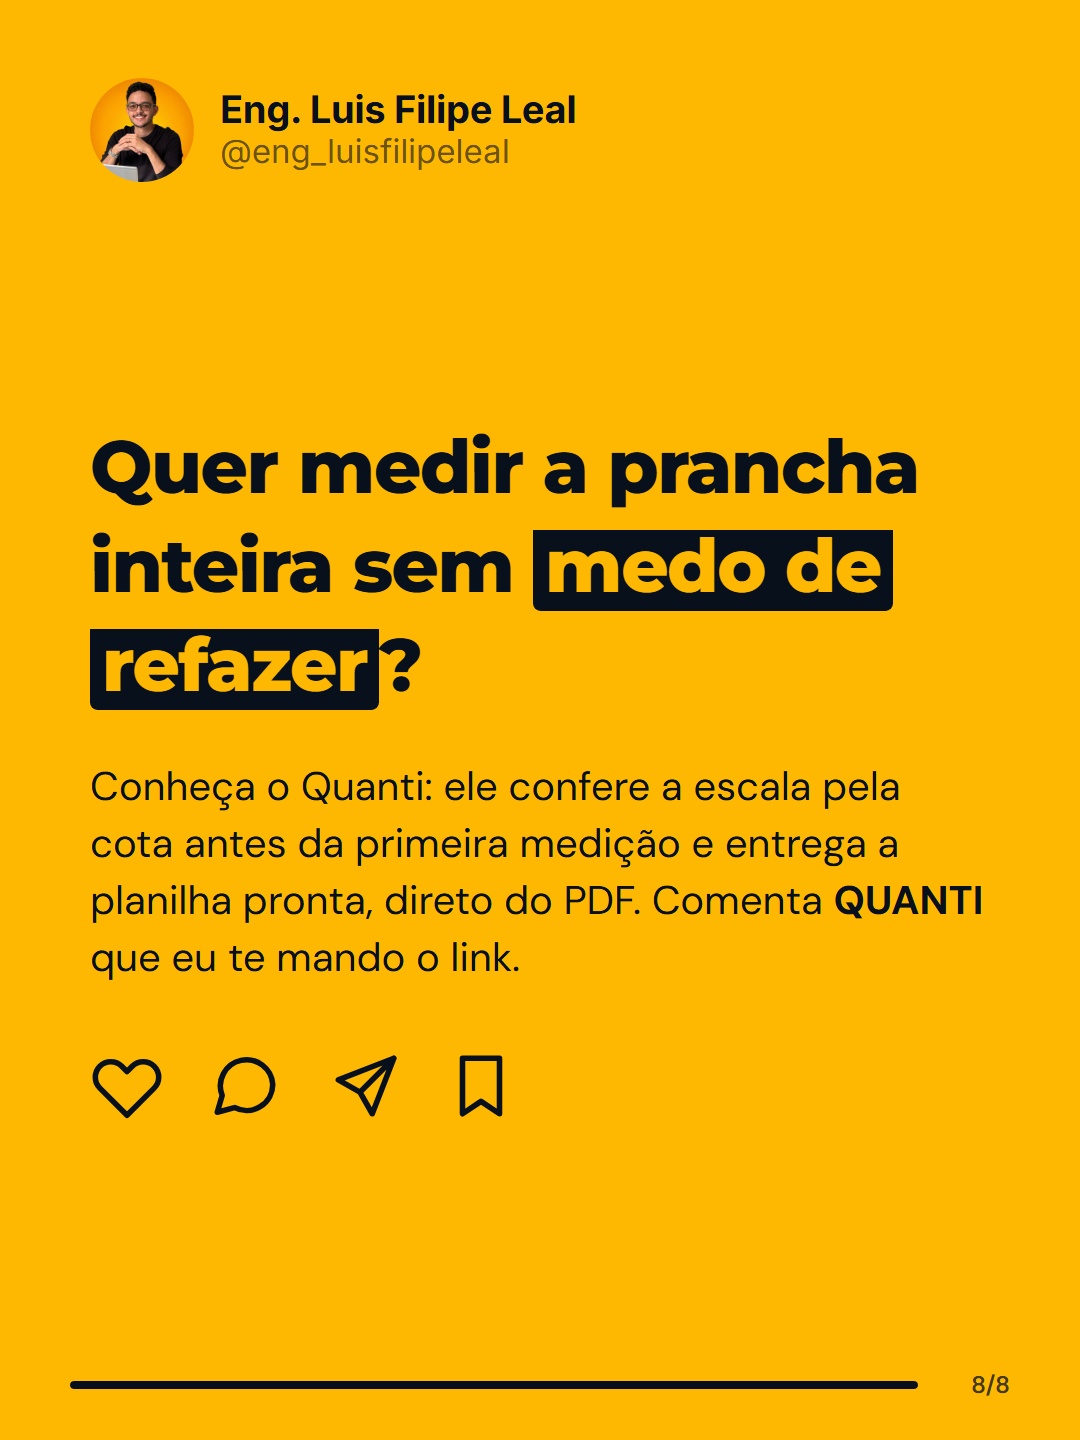 Eng. Luis Filipe Leal
@eng_luisfilipeleal
Quer medir a prancha
inteira sem medo de
refazer?
Conheça o Quanti: ele confere a escala pela
cota antes da primeira medição e entrega a
planilha pronta, direto do PDF. Comenta QUANTI
que eu te mando o link.
8/8